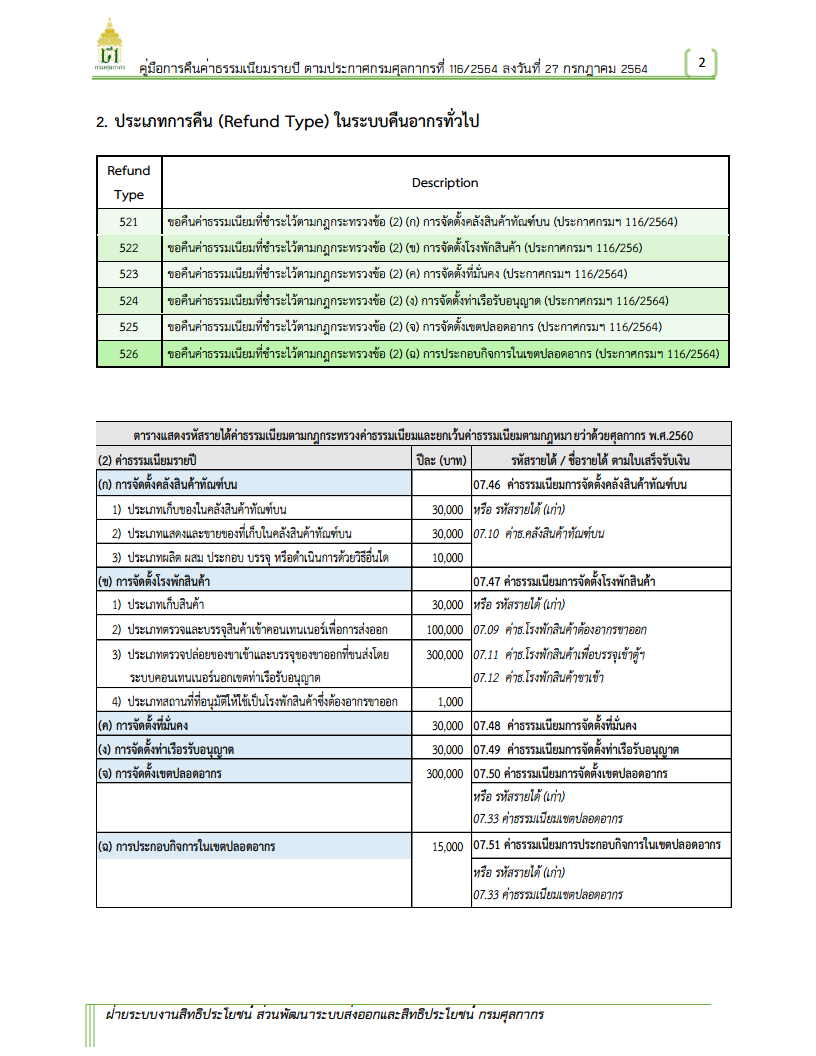 กรมศุลกากร
คู่มือการคืนค่าธรรมเนียมรายปี ตามประกาศกรมศุลกากรที่ 116/2564 ลงวันที่ 27 กรกฎาคม 2564
2
2. ประเภทการคืน (Refund Type) ในระบบคืนอากรทั่วไป
Refund Type Description
521 ขอคืนค่าธรรมเนียมที่ชำระไว้ตามกฎกระทรวงข้อ (2) (ก) การจัดตั้งคลังสินค้าทัณฑ์บน (ประกาศกรมฯ 116/2564)
522 ขอคืนค่าธรรมเนียมที่ชำระไว้ตามกฎกระทรวงข้อ (2) (ข) การจัดตั้งโรงพักสินค้า (ประกาศกรมฯ 116/256)
523 ขอคืนค่าธรรมเนียมที่ชำระไว้ตามกฎกระทรวงข้อ (2) (ค) การจัดตั้งที่มั่นคง (ประกาศกรมฯ 116/2564)
524 ขอคืนค่าธรรมเนียมที่ชำระไว้ตามกฎกระทรวงข้อ (2) (ง) การจัดตั้งท่าเรือรับอนุญาต (ประกาศกรมฯ 116/2564)
525 ขอคืนค่าธรรมเนียมที่ชำระไว้ตามกฎกระทรวงข้อ (2) (จ) การจัดตั้งเขตปลอดอากร (ประกาศกรมฯ 116/2564)
526 ขอคืนค่าธรรมเนียมที่ชำระไว้ตามกฎกระทรวงข้อ (2) (ฉ) การประกอบกิจการในเขตปลอดอากร (ประกาศกรมฯ 116/2564)
ตารางแสดงรหัสรายได้ค่าธรรมเนียมตามกฎกระทรวงค่าธรรมเนียมและยกเว้นค่าธรรมเนียมตามกฎหมายว่าด้วยศุลกากร พ.ศ.2560
(2) ค่าธรรมเนียมรายปี ปีละ (บาท) รหัสรายได้ / ชื่อรายได้ ตามใบเสร็จรับเงิน
(ก) การจัดตั้งคลังสินค้าทัณฑ์บน 07.46 ค่าธรรมเนียมการจัดตั้งคลังสินค้าทัณฑ์บน
1) ประเภทเก็บของในคลังสินค้าทัณฑ์บน 30,000 หรือ รหัสรายได้ (เก่า)
2) ประเภทแสดงและขายของที่เก็บในคลังสินค้าทัณฑ์บน 30,000 07.10 ค่าธ.คลังสินค้าทัณฑ์บน
3) ประเภทผลิต ผสม ประกอบ บรรจุ หรือดำเนินการด้วยวิธีอื่นใด 10,000
(ข) การจัดตั้งโรงพักสินค้า 07.47 ค่าธรรมเนียมการจัดตั้งโรงพักสินค้า
1) ประเภทเก็บสินค้า 30,000 หรือ รหัสรายได้ (เก่า)
2) ประเภทตรวจและบรรจุสินค้าเข้าคอนเทนเนอร์เพื่อการส่งออก 100,000 07.09 ค่าธ.โรงพักสินค้าต้องอากรขาออก
3) ประเภทตรวจปล่อยของขาเข้าและบรรจุของขาออกที่ขนส่งโดย 300,000 07.11 ค่าธ.โรงพักสินค้าเพื่อบรรจุเข้าตู้ฯ
ระบบคอนเทนเนอร์นอกเขตท่าเรือรับอนุญาต 07.12 ค่าธ.โรงพักสินค้าขาเข้า
4) ประเภทสถานที่ที่อนุมัติให้ใช้เป็นโรงพักสินค้าซึ่งต้องอากรขาออก 1,000
(ค) การจัดตั้งที่มั่นคง 30,000 07.48 ค่าธรรมเนียมการจัดตั้งที่มั่นคง
(ง) การจัดตั้งท่าเรือรับอนุญาต 30,000 07.49 ค่าธรรมเนียมการจัดตั้งท่าเรือรับอนุญาต
(จ) การจัดตั้งเขตปลอดอากร 300,000 07.50 ค่าธรรมเนียมการจัดตั้งเขตปลอดอากร
หรือ รหัสรายได้ (เก่า)
07.33 ค่าธรรมเนียมเขตปลอดอากร
(ฉ) การประกอบกิจการในเขตปลอดอากร 15,000 07.51 ค่าธรรมเนียมการประกอบกิจการในเขตปลอดอากร
หรือ รหัสรายได้ (เก่า)
07.33 ค่าธรรมเนียมเขตปลอดอากร
ฝ่ายระบบงานสิทธิประโยชน์ ส่วนพัฒนาระบบส่งออกและสิทธิประโยชน์ กรมศุลกากร